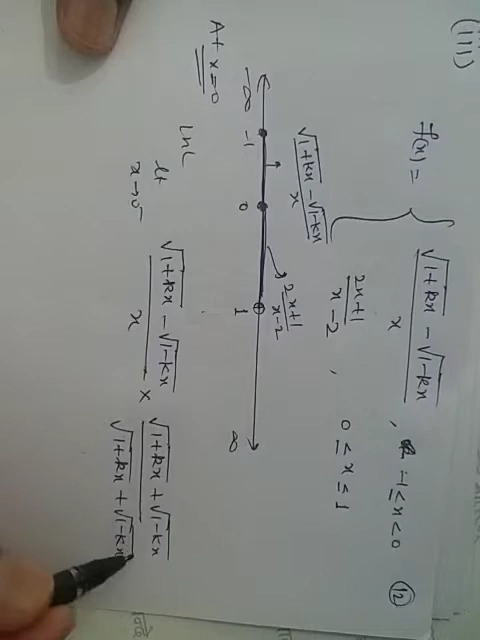 (iii)
f(x) = { √1+kx − √1−kx / x , −1 ≤ x < 0 (12)
2x+1 / x−2 , 0 ≤ x ≤ 1
√1+kx − √1−kx / x
2x+1 / x−2
−∞ −1 0 1 ∞
At x=0
LHL
lt x→0⁻ √1+kx − √1−kx / x × √1+kx + √1−kx / √1+kx + √1−kx